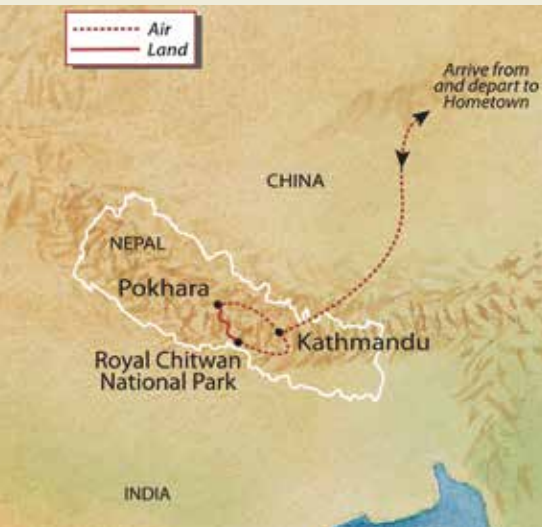 Air
Land
Arrive from
and depart to
Hometown
CHINA
NEPAL
Pokhara
Kathmandu
Royal Chitwan
National Park
INDIA